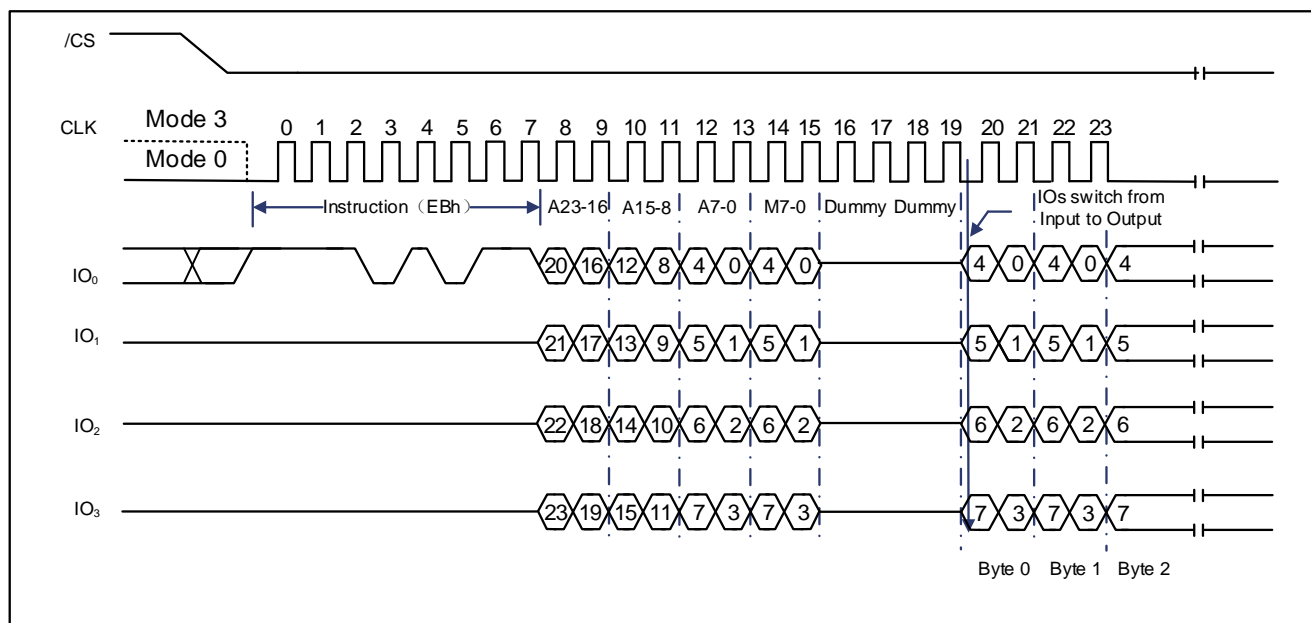 /CS
CLK
Mode 3
Mode 0
0 1 2 3 4 5 6 7 8 9 10 11 12 13 14 15 16 17 18 19 20 21 22 23
Instruction（EBh） A23-16 A15-8 A7-0 M7-0 Dummy Dummy
IOs switch from
Input to Output
IO₀ 20 16 12 8 4 0 4 0 4 0 4 0 4
IO₁ 21 17 13 9 5 1 5 1 5 1 5 1 5
IO₂ 22 18 14 10 6 2 6 2 6 2 6 2 6
IO₃ 23 19 15 11 7 3 7 3 7 3 7 3 7
Byte 0 Byte 1 Byte 2